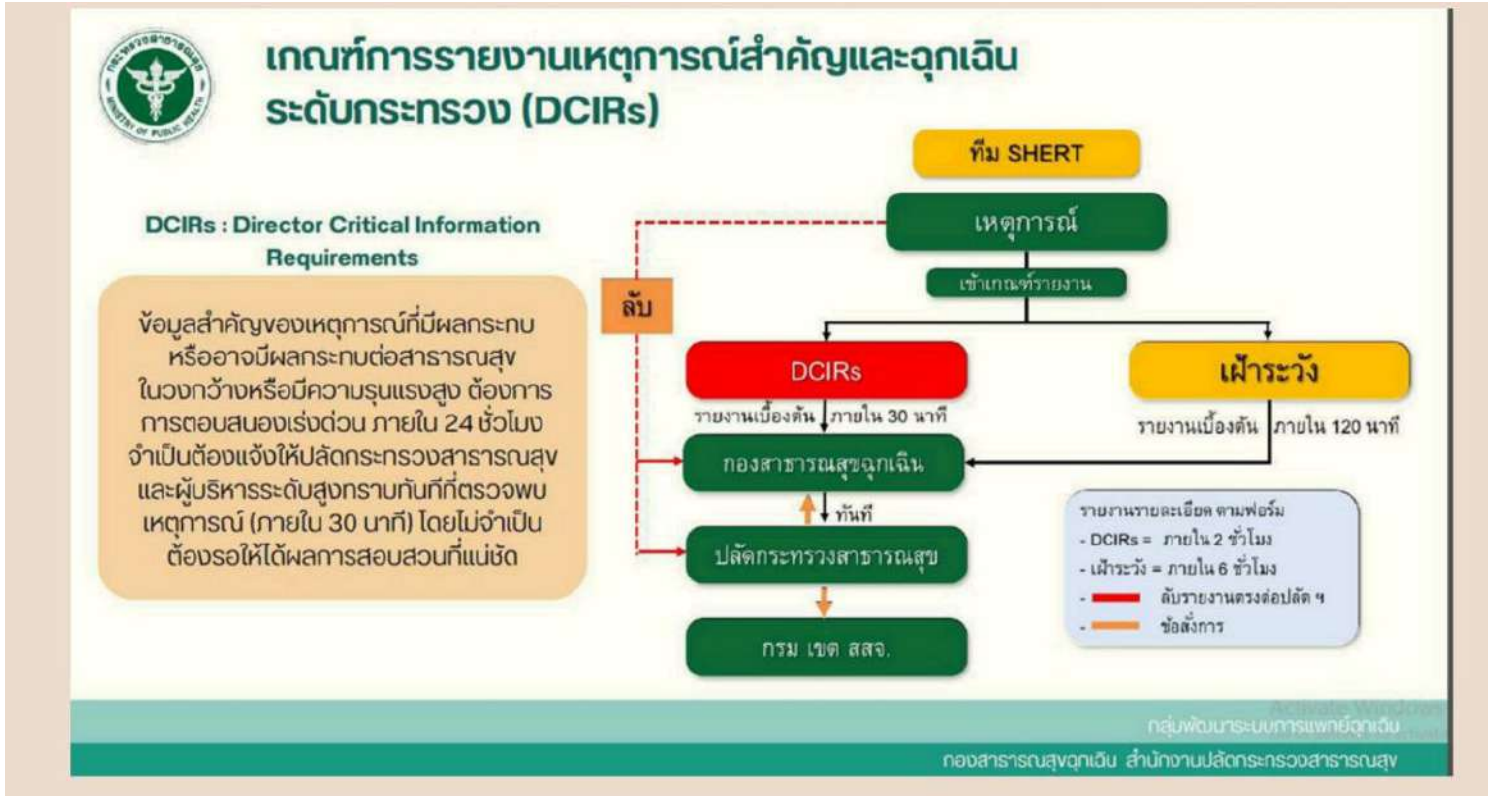 กระทรวงสาธารณสุข
MINISTRY OF PUBLIC HEALTH
เกณฑ์การรายงานเหตุการณ์สำคัญและฉุกเฉิน
ระดับกระทรวง (DCIRs)
DCIRs : Director Critical Information
Requirements
ข้อมูลสำคัญของเหตุการณ์ที่มีผลกระทบ
หรืออาจมีผลกระทบต่อสาธารณสุข
ในวงกว้างหรือมีความรุนแรงสูง ต้องการ
การตอบสนองเร่งด่วน ภายใน 24 ชั่วโมง
จำเป็นต้องแจ้งให้ปลัดกระทรวงสาธารณสุข
และผู้บริหารระดับสูงทราบทันทีที่ตรวจพบ
เหตุการณ์ (ภายใน 30 นาที) โดยไม่จำเป็น
ต้องรอให้ได้ผลการสอบสวนที่แน่ชัด
ทีม SHERT
เหตุการณ์
เข้าเกณฑ์รายงาน
ลับ
DCIRs
เฝ้าระวัง
รายงานเบื้องต้น ภายใน 30 นาที
รายงานเบื้องต้น ภายใน 120 นาที
กองสาธารณสุขฉุกเฉิน
ทันที
ปลัดกระทรวงสาธารณสุข
กรม เขต สสจ.
รายงานรายละเอียด ตามฟอร์ม
- DCIRs = ภายใน 2 ชั่วโมง
- เฝ้าระวัง = ภายใน 6 ชั่วโมง
- ลับรายงานตรงต่อปลัด ฯ
- ข้อสั่งการ
Activate Windows
กลุ่มพัฒนาระบบการแพทย์ฉุกเฉิน
กองสาธารณสุขฉุกเฉิน สำนักงานปลัดกระทรวงสาธารณสุข